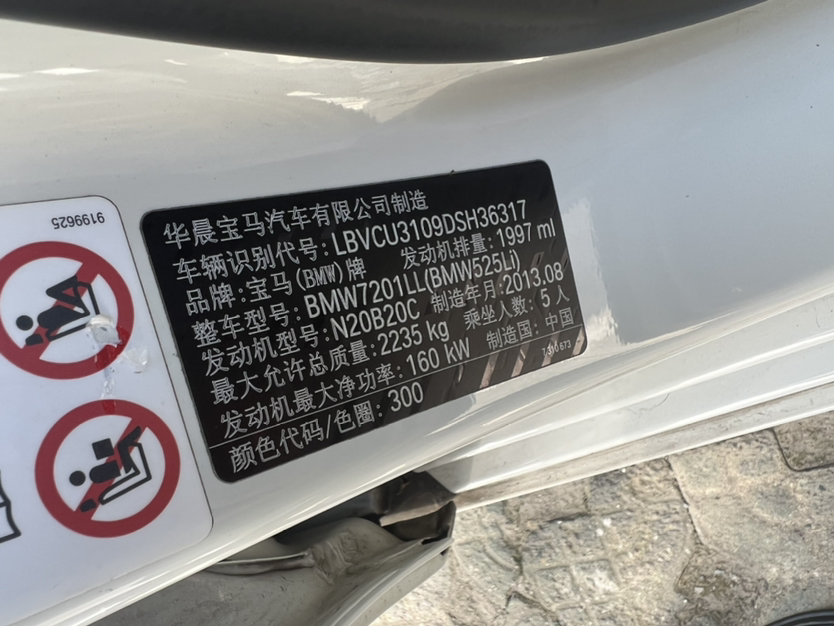 9199625
华晨宝马汽车有限公司制造
车辆识别代号: LBVCU3109DSH36317
品牌: 宝马(BMW)牌 发动机排量: 1997 ml
整车型号: BMW7201LL(BMW525Li)
发动机型号: N20B20C 制造年月: 2013.08
最大允许总质量: 2235 kg 乘坐人数: 5 人
发动机最大净功率: 160 kW 制造国: 中国
颜色代码/色圈: 300